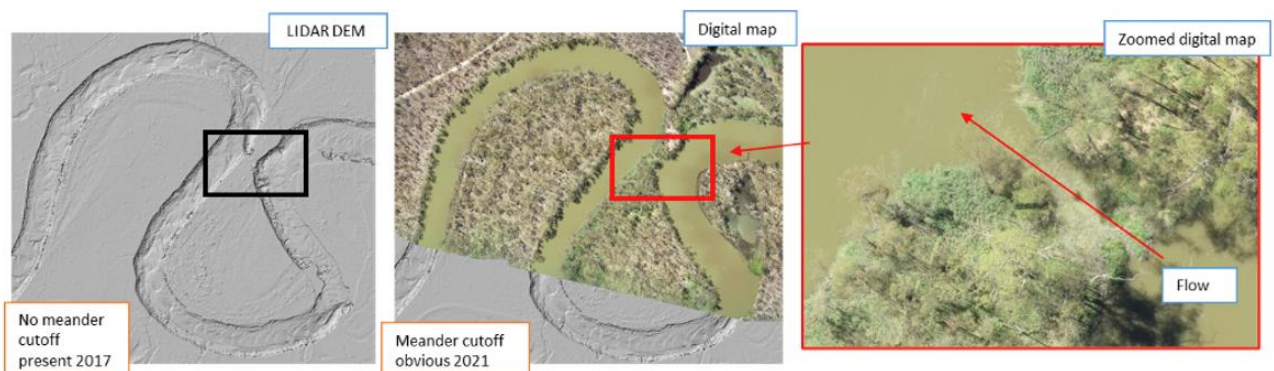 LIDAR DEM
No meander
cutoff
present 2017
Digital map
Meander cutoff
obvious 2021
Zoomed digital map
Flow